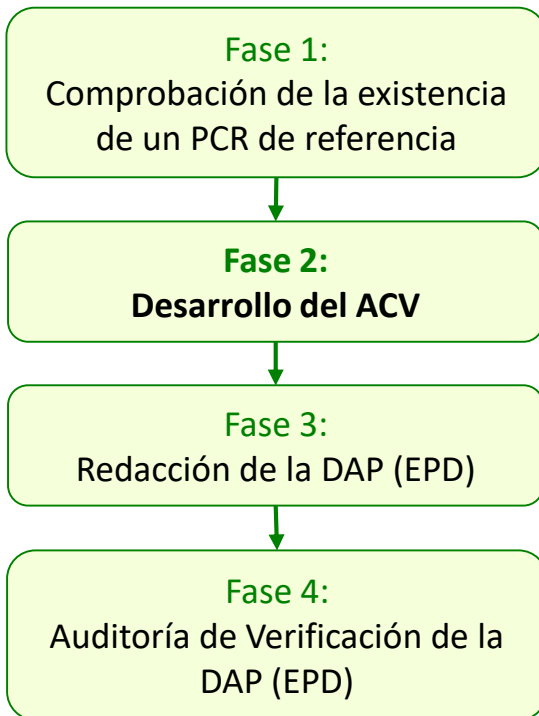 Fase 1:
Comprobación de la existencia
de un PCR de referencia
Fase 2:
Desarrollo del ACV
Fase 3:
Redacción de la DAP (EPD)
Fase 4:
Auditoría de Verificación de la
DAP (EPD)